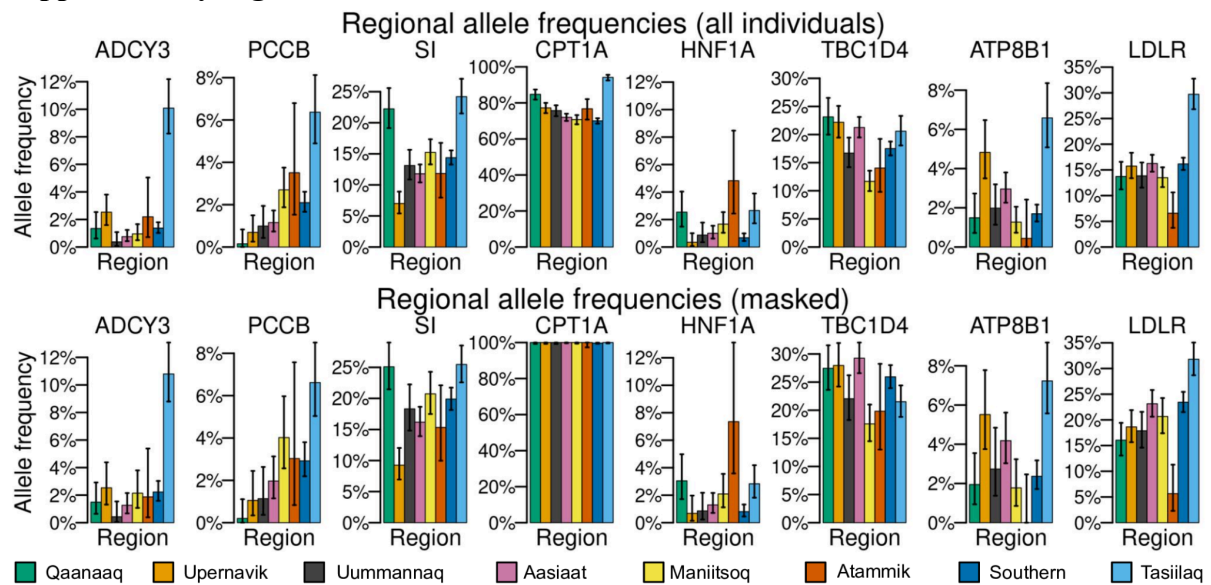 Regional allele frequencies (all individuals)
ADCY3 PCCB SI CPT1A HNF1A TBC1D4 ATP8B1 LDLR
Allele frequency
12% 10% 8% 6% 4% 2% 0%
8% 6% 4% 2% 0%
25% 20% 15% 10% 5% 0%
100% 80% 60% 40% 20% 0%
12% 10% 8% 6% 4% 2% 0%
30% 25% 20% 15% 10% 5% 0%
8% 6% 4% 2% 0%
35% 30% 25% 20% 15% 10% 5% 0%
Region Region Region Region Region Region Region Region
Regional allele frequencies (masked)
ADCY3 PCCB SI CPT1A HNF1A TBC1D4 ATP8B1 LDLR
Allele frequency
12% 10% 8% 6% 4% 2% 0%
8% 6% 4% 2% 0%
25% 20% 15% 10% 5% 0%
100% 80% 60% 40% 20% 0%
12% 10% 8% 6% 4% 2% 0%
30% 25% 20% 15% 10% 5% 0%
8% 6% 4% 2% 0%
35% 30% 25% 20% 15% 10% 5% 0%
Region Region Region Region Region Region Region Region
Qaanaaq Upernavik Uummannaq Aasiaat Maniitsoq Atammik Southern Tasiilaq